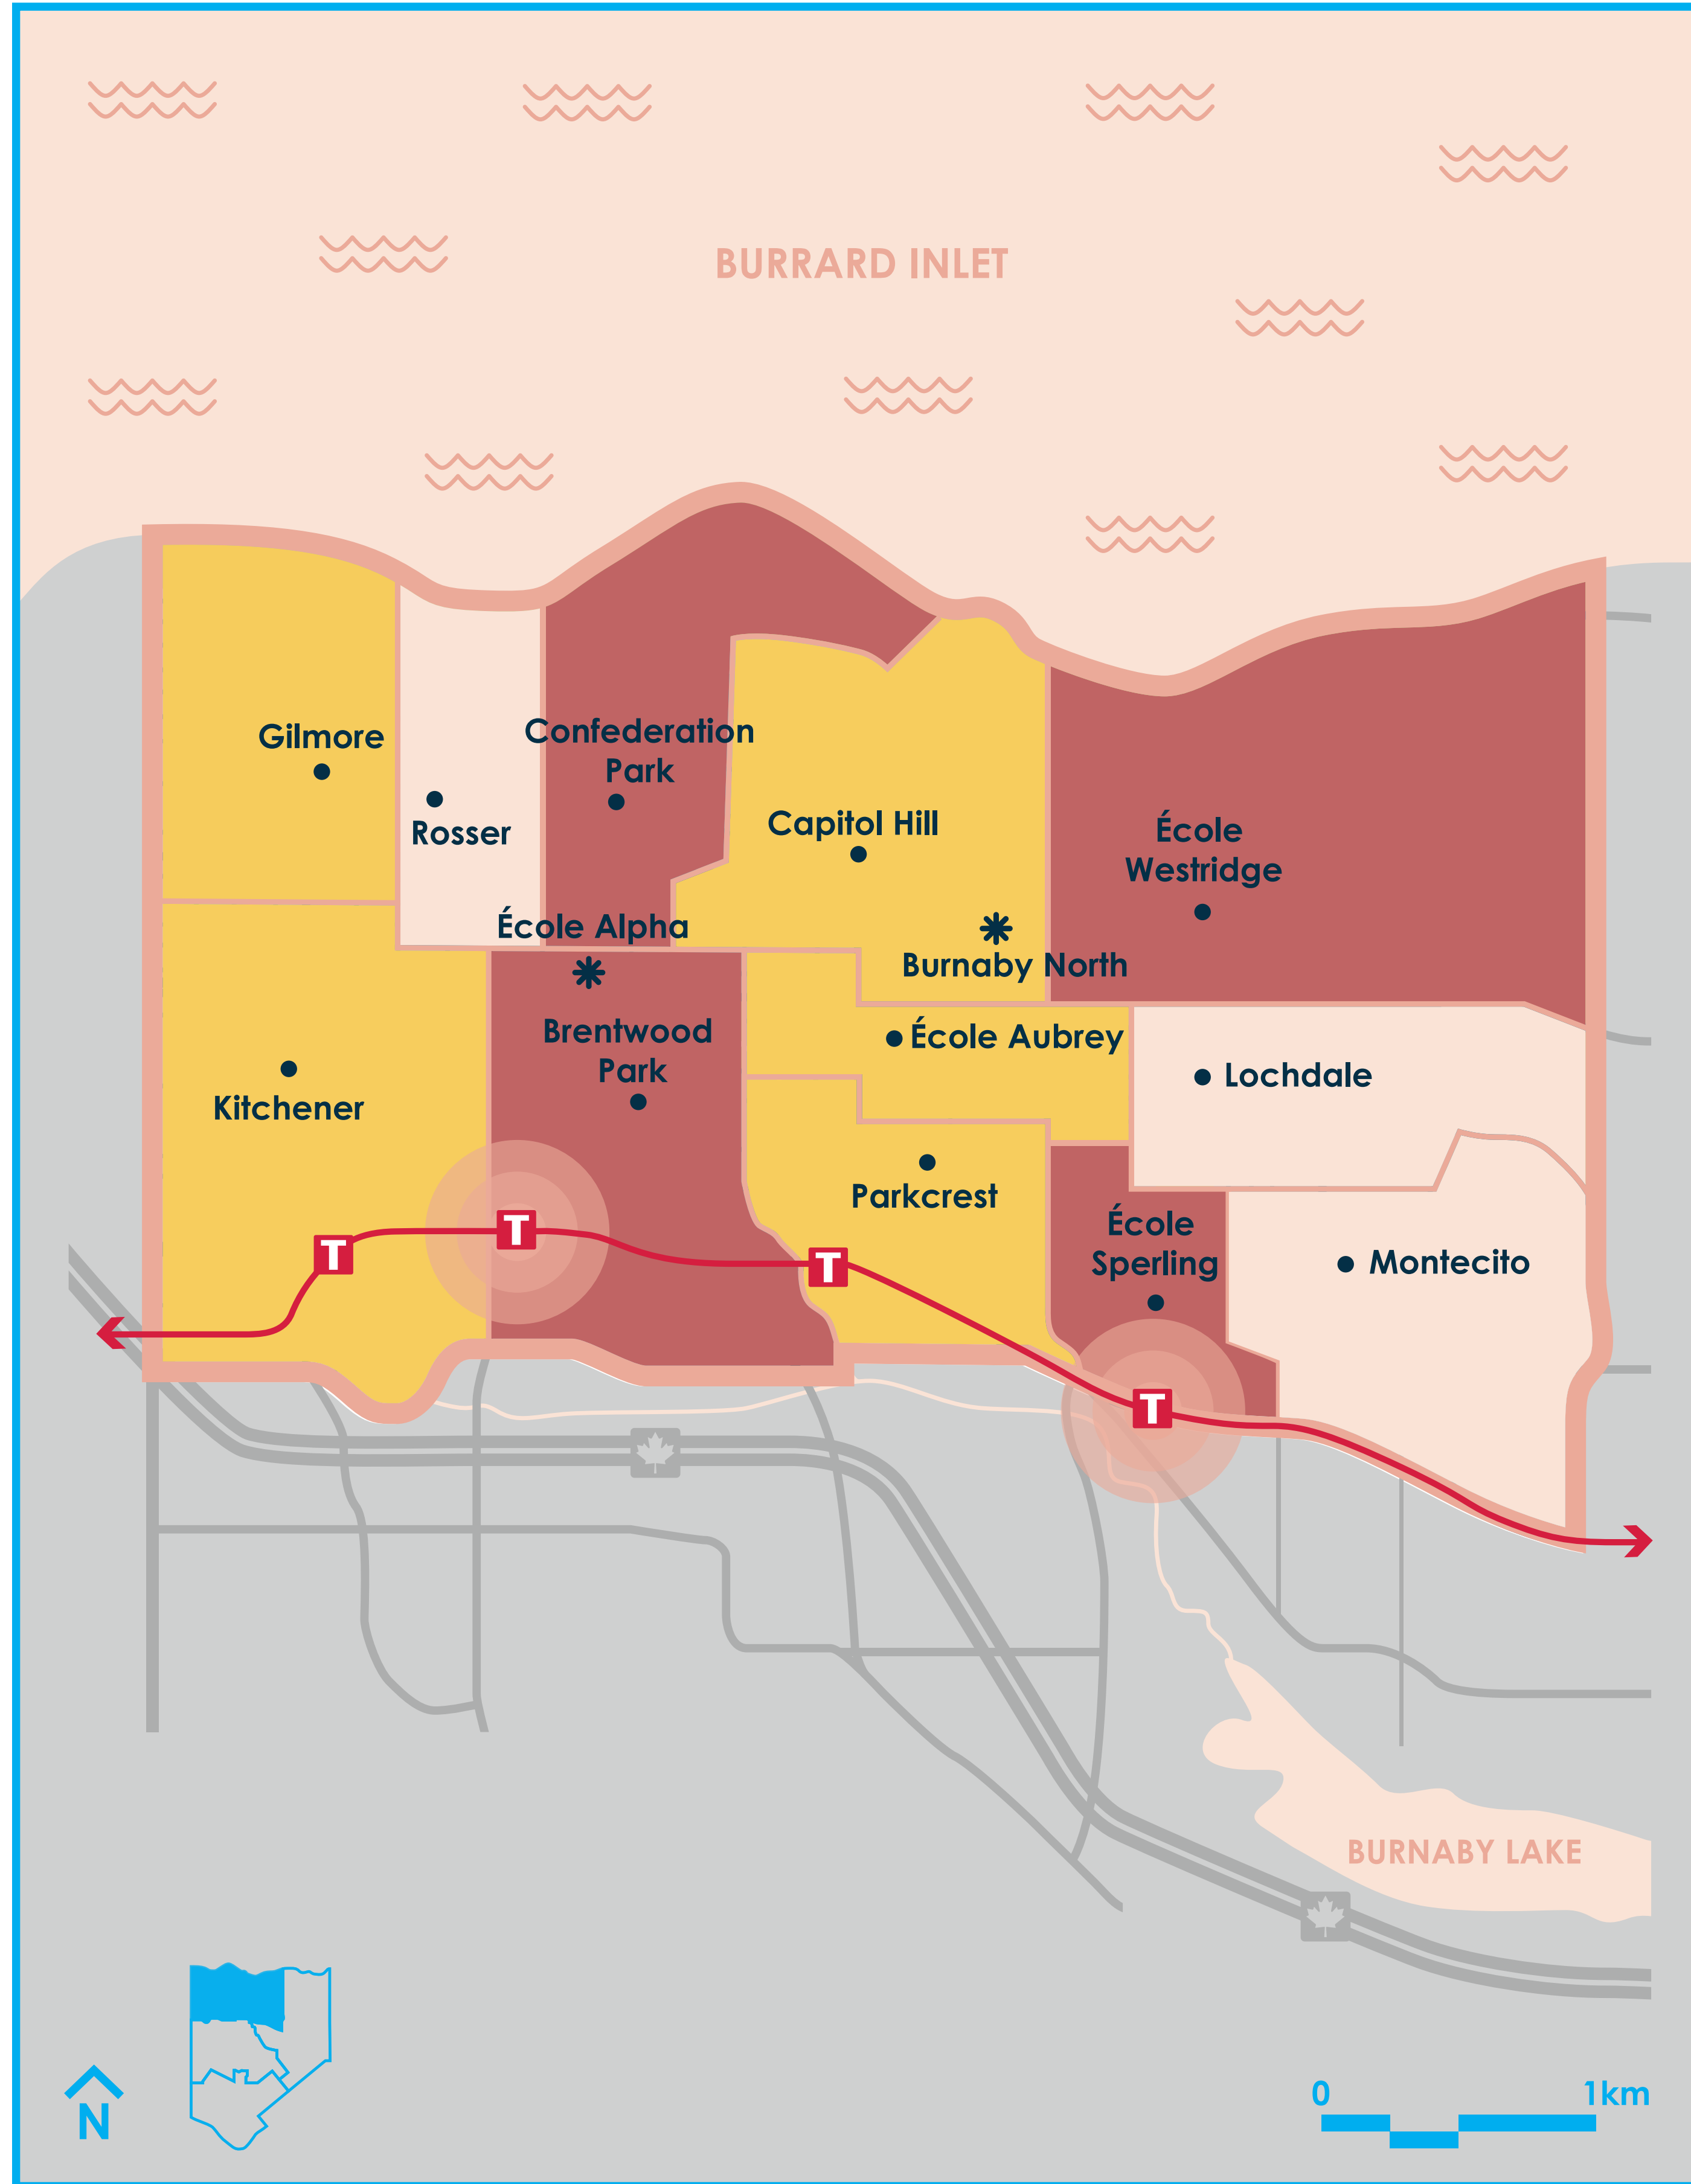 BURRARD INLET
Gilmore
Confederation
Park
Rosser
Capitol Hill
École
Westridge
École Alpha
Burnaby North
Brentwood
Park
École Aubrey
Kitchener
Lochdale
Parkcrest
École
Sperling
Montecito
T
T
T
T
BURNABY LAKE
N
0
1km